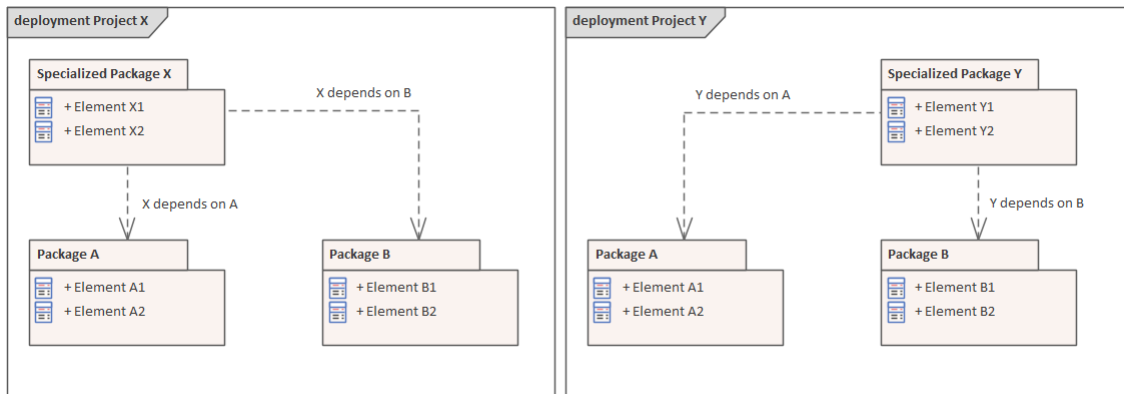 deployment Project X
Specialized Package X
+ Element X1
+ Element X2
X depends on B
X depends on A
Package A
+ Element A1
+ Element A2
Package B
+ Element B1
+ Element B2
deployment Project Y
Specialized Package Y
+ Element Y1
+ Element Y2
Y depends on A
Y depends on B
Package A
+ Element A1
+ Element A2
Package B
+ Element B1
+ Element B2